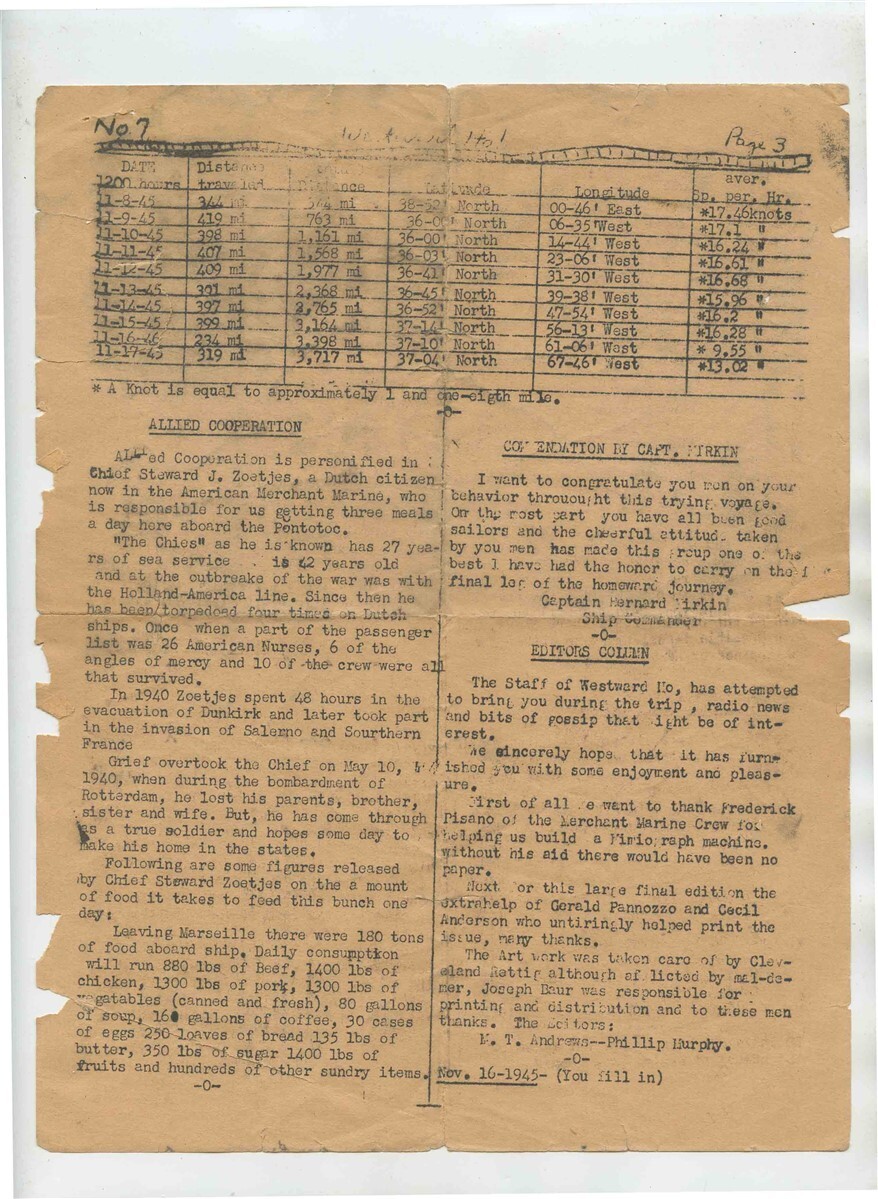 No 7 Page 3
DATE Distance aver.
1200 hours traveled Distance Latitude Longitude Sp. per. Hr.
11-8-45 344 mi 344 mi 38-52' North 00-46' East *17.46knots
11-9-45 419 mi 763 mi 36-0 ' North 06-35'West *17.1 "
11-10-45 398 mi 1,161 mi 36-00' North 14-44' West *16.24 "
11-11-45 407 mi 1,568 mi 36-03' North 23-06' West *16.61 "
11-12-45 409 mi 1,977 mi 36-41' North 31-30' West *16.68 "
11-13-45 391 mi 2,368 mi 36-45' North 39-38' West *15.96 "
11-14-45 397 mi 2,765 mi 36-52' North 47-54' West *16.2 "
11-15-45 399 mi 3,164 mi 37-14' North 56-13' West *16.28 "
11-16-46 234 mi 3,398 mi 37-10' North 61-06' West * 9.55 "
11-17-45 319 mi 3,717 mi 37-04' North 67-46' West *13.02 "
* A Knot is equal to approximately 1 and one-eigth mile.
-0-
ALLIED COOPERATION
Allied Cooperation is personified in
Chief Steward J. Zoetjes, a Dutch citizen
now in the American Merchant Marine, who
is responsible for us getting three meals
a day here aboard the Pontotoc.
"The Chies" as he is known has 27 yea-
rs of sea service . is 42 years old
and at the outbreake of the war was with
the Holland-America line. Since then he
has been/torpedoed four times on Dutch
ships. Once when a part of the passenger
list was 26 American Nurses, 6 of the
angles of mercy and 10 of the crew were all
that survived.
In 1940 Zoetjes spent 48 hours in the
evacuation of Dunkirk and later took part
in the invasion of Salerno and Sourthern
France
Grief overtook the Chief on May 10,
1940, when during the bombardment of
Rotterdam, he lost his parents, brother,
sister and wife. But, he has come through
as a true soldier and hopes some day to
make his home in the states.
Following are some figures released
by Chief Steward Zoetjes on the a mount
of food it takes to feed this bunch one
day:
Leaving Marseille there were 180 tons
of food aboard ship. Daily consumption
will run 880 lbs of Beef, 1400 lbs of
chicken, 1300 lbs of pork, 1300 lbs of
vegatables (canned and fresh), 80 gallons
of soup, 160 gallons of coffee, 30 cases
of eggs 250 loaves of bread 135 lbs of
butter, 350 lbs of sugar 1400 lbs of
fruits and hundreds of other sundry items.
-0-
COMMENDATION BY CAPT. MIRKIN
I want to congratulate you men on your
behavior throuought this trying voyage.
On the most part you have all been good
sailors and the cheerful attitude taken
by you men has made this group one of the
best I have had the honor to carry on the
final leg of the homeward journey.
Captain Bernard Mirkin
Ship Commander
-0-
EDITORS COLUMN
The Staff of Westward Ho, has attempted
to bring you during the trip , radio news
and bits of gossip that might be of int-
erest.
We sincerely hope that it has furn-
ished you with some enjoyment and pleas-
ure.
First of all we want to thank Frederick
Pisano of the Merchant Marine Crew for
helping us build a Mimiograph machine.
without his aid there would have been no
paper.
Next for this large final edition the
extrahelp of Gerald Pannozzo and Cecil
Anderson who untiringly helped print the
issue, many thanks.
The Art work was taken care of by Clev-
eland Rettig although aflicted by mal-de-
mer, Joseph Baur was responsible for
printing and distribution and to these men
thanks. The Editors:
M. T. Andrews--Phillip Murphy.
-0-
Nov. 16-1945- (You fill in)